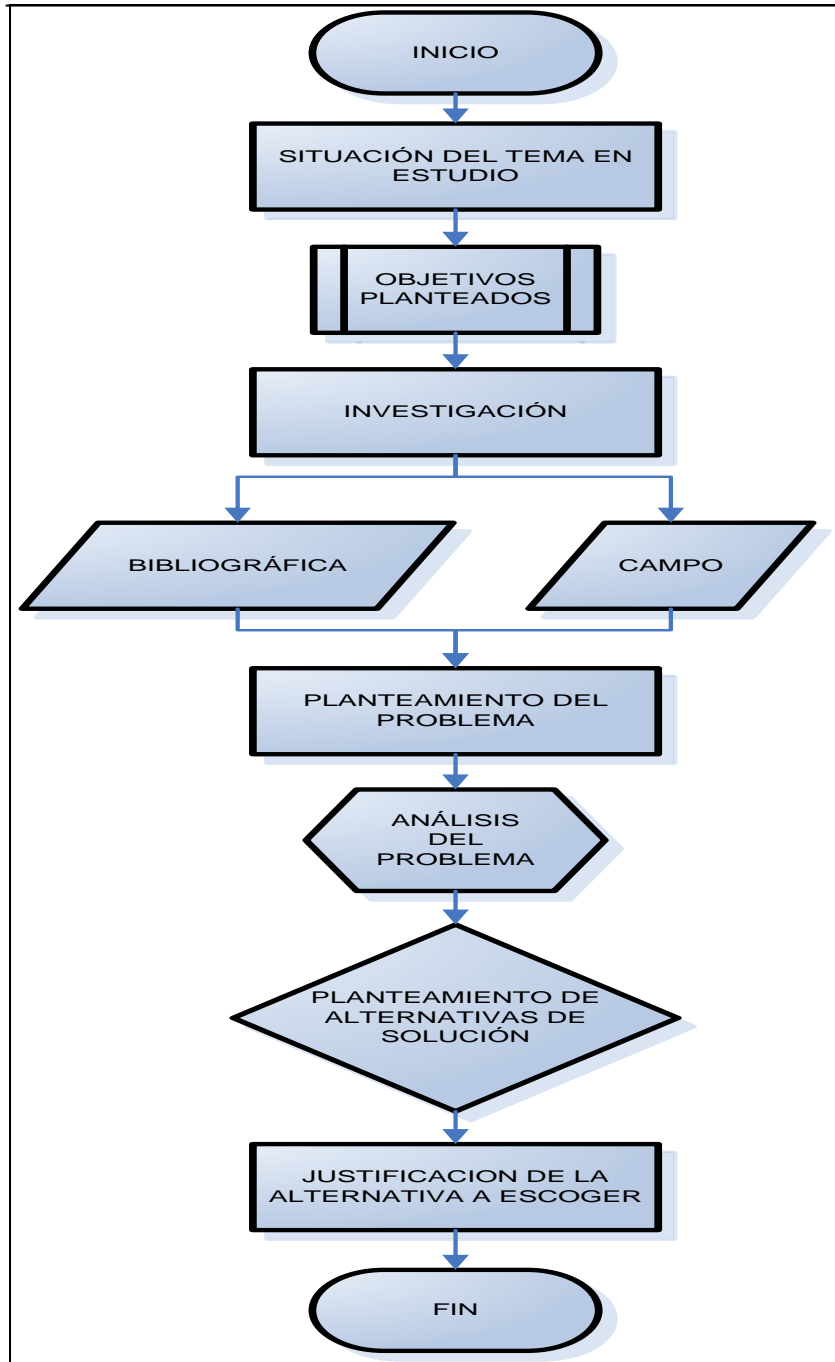 INICIO
SITUACIÓN DEL TEMA EN
ESTUDIO
OBJETIVOS
PLANTEADOS
INVESTIGACIÓN
BIBLIOGRÁFICA
CAMPO
PLANTEAMIENTO DEL
PROBLEMA
ANÁLISIS
DEL
PROBLEMA
PLANTEAMIENTO DE
ALTERNATIVAS DE
SOLUCIÓN
JUSTIFICACION DE LA
ALTERNATIVA A ESCOGER
FIN